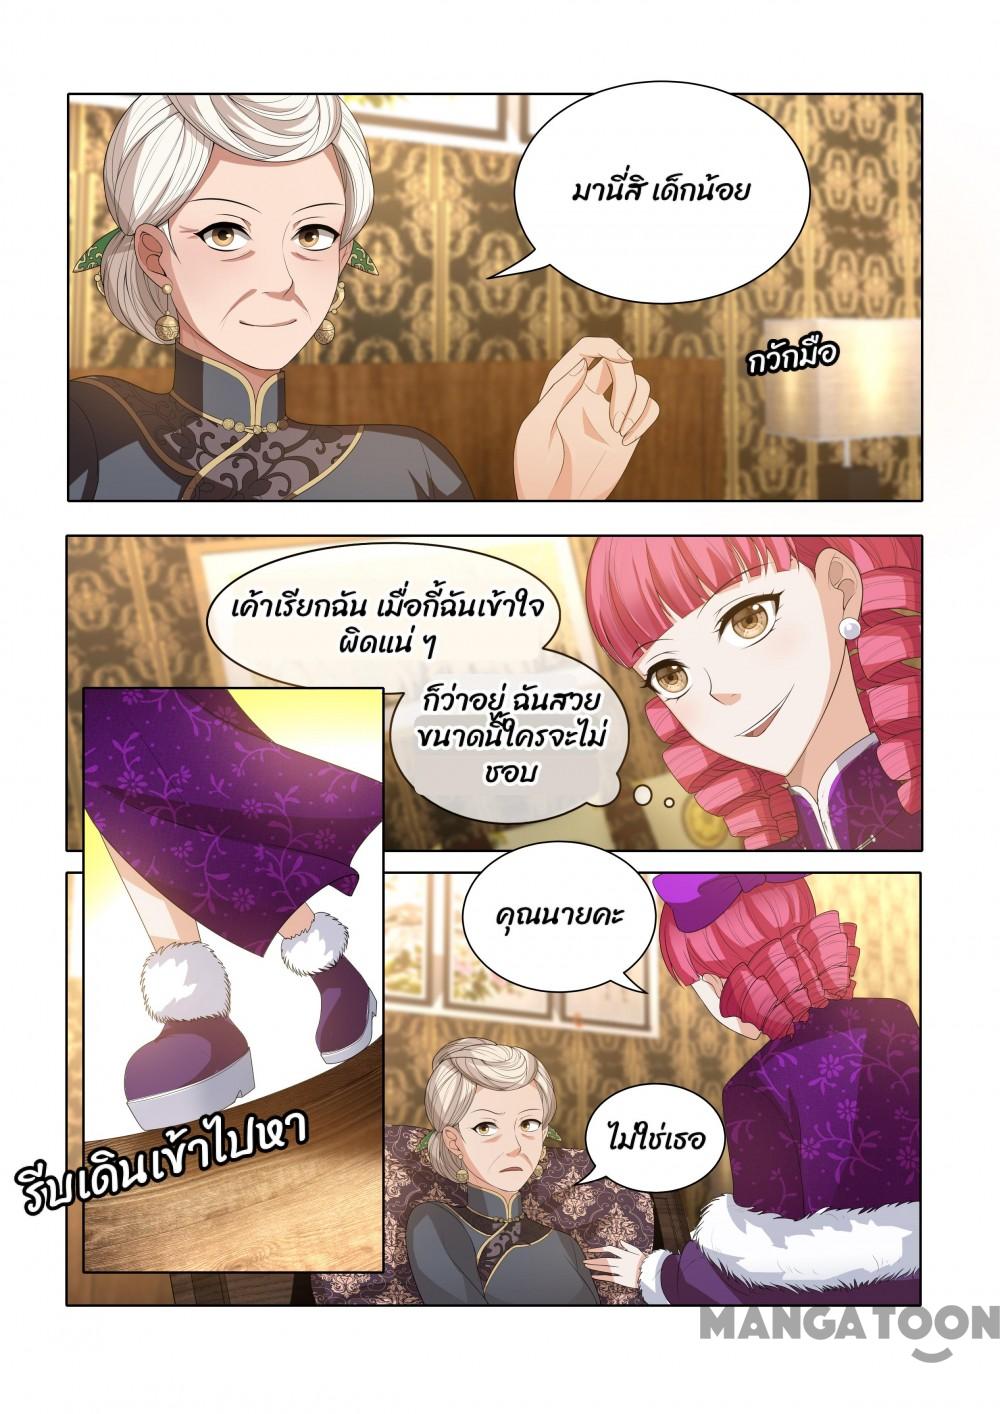 มานี่สิ เด็กน้อย
กวักมือ
เค้าเรียกฉัน เมื่อกี้ฉันเข้าใจ
ผิดแน่ ๆ
ก็ว่าอยู่ ฉันสวย
ขนาดนี้ใครจะไม่
ชอบ
คุณนายคะ
รีบเดินเข้าไปหา
ไม่ใช่เธอ
MANGATOON